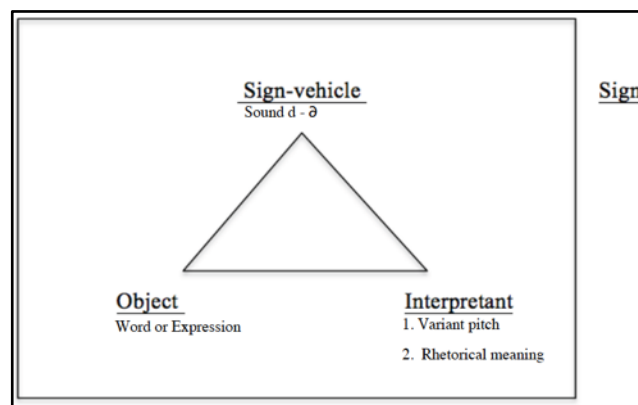 Sign-vehicle
Sign
Sound d - ∂
Object
Interpretant
Word or Expression
1. Variant pitch
2. Rhetorical meaning